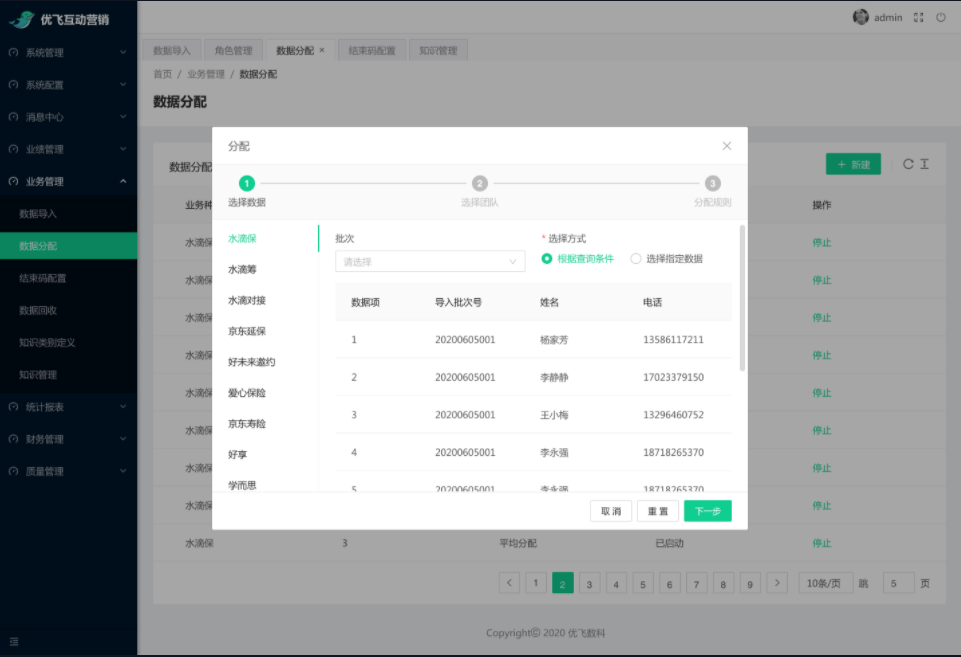 优飞互动营销
admin
系统管理
系统配置
消息中心
业绩管理
业务管理
数据导入
数据分配
结束码配置
数据回收
知识类别定义
知识管理
统计报表
财务管理
质量管理
数据导入 角色管理 数据分配 × 结束码配置 知识管理
首页 / 业务管理 / 数据分配
数据分配
数据分配
+ 新建
业务种 操作
水滴保 停止
水滴保 停止
水滴保 停止
水滴保 停止
水滴保 停止
水滴保 停止
水滴保 停止
水滴保 停止
水滴保 3 平均分配 已启动 停止
分配
1 2 3
选择数据 选择团队 分配规则
水滴保
水滴筹
水滴对接
京东延保
好未来邀约
爱心保险
京东寿险
好享
学而思
批次 * 选择方式
请选择 根据查询条件 选择指定数据
数据项 导入批次号 姓名 电话
1 20200605001 杨家芳 13586117211
2 20200605001 李静静 17023379150
3 20200605001 王小梅 13296460752
4 20200605001 李永强 18718265370
5 20200605001 李永强 18718265370
取 消 重 置 下一步
< 1 2 3 4 5 6 7 8 9 > 10条/页 跳 5 页
Copyright© 2020 优飞数科